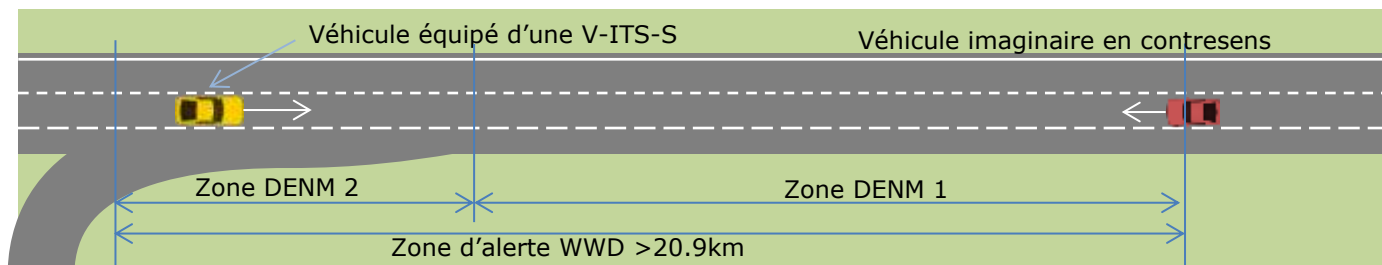 Véhicule équipé d’une V-ITS-S
Véhicule imaginaire en contresens
Zone DENM 2
Zone DENM 1
Zone d’alerte WWD >20.9km